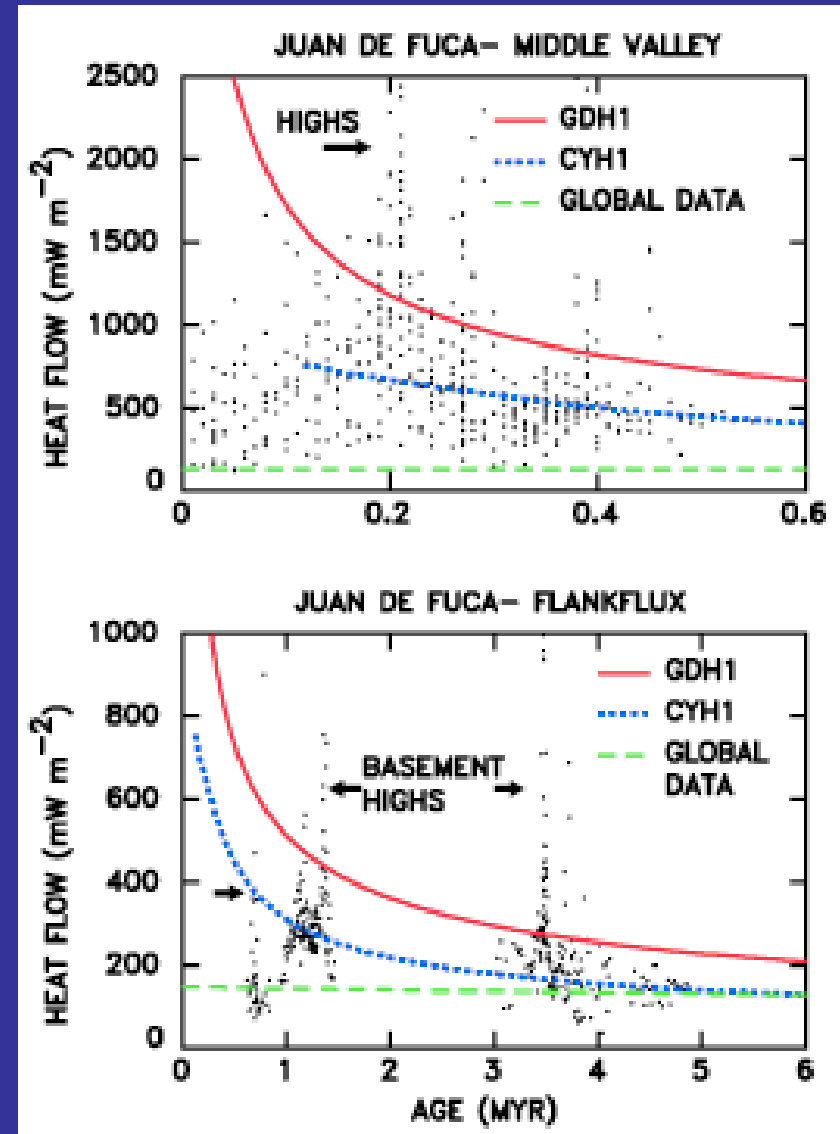 JUAN DE FUCA- MIDDLE VALLEY
2500
2000
1500
1000
500
0
HEAT FLOW (mW m−2)
HIGHS
GDH1
CYH1
GLOBAL DATA
0 0.2 0.4 0.6
JUAN DE FUCA- FLANKFLUX
1000
800
600
400
200
0
HEAT FLOW (mW m−2)
GDH1
CYH1
GLOBAL
DATA
BASEMENT
HIGHS
0 1 2 3 4 5 6
AGE (MYR)